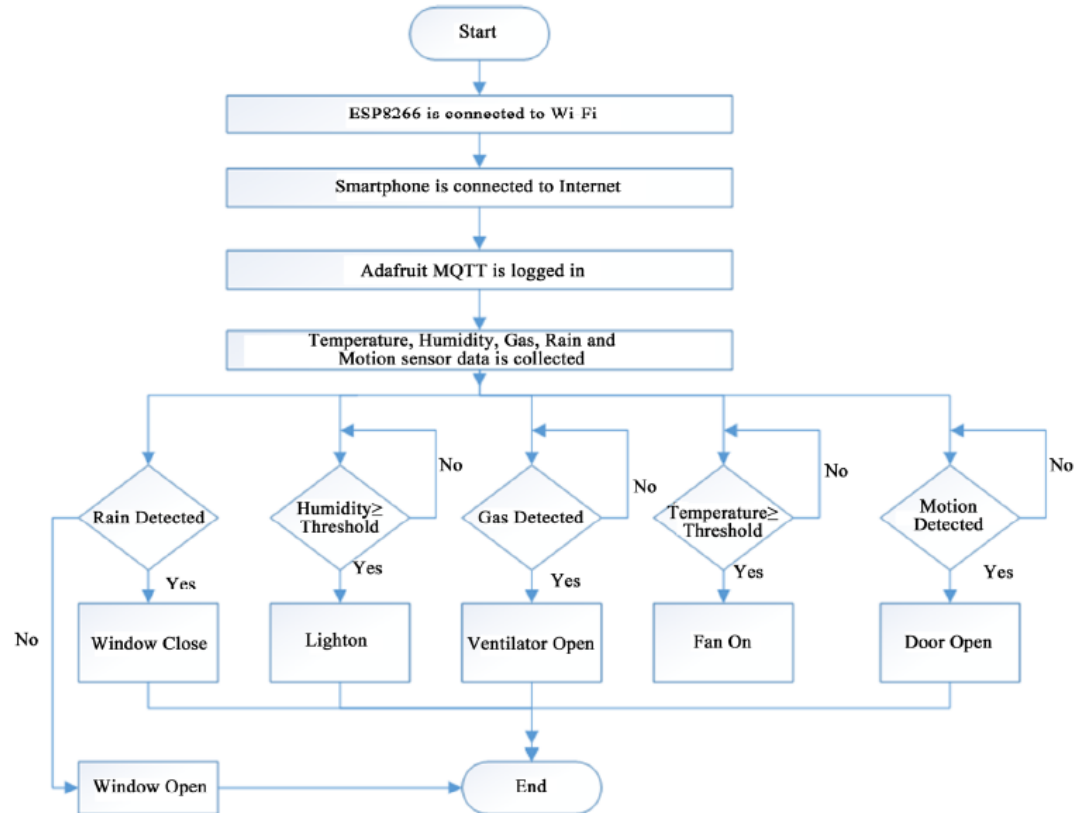 Start
ESP8266 is connected to Wi Fi
Smartphone is connected to Internet
Adafruit MQTT is logged in
Temperature, Humidity, Gas, Rain and
Motion sensor data is collected
Rain Detected
Humidity≥
Threshold
Gas Detected
Temperature≥
Threshold
Motion
Detected
No
No
No
No
Yes
Yes
Yes
Yes
Yes
No
Window Close
Lighton
Ventilator Open
Fan On
Door Open
Window Open
End